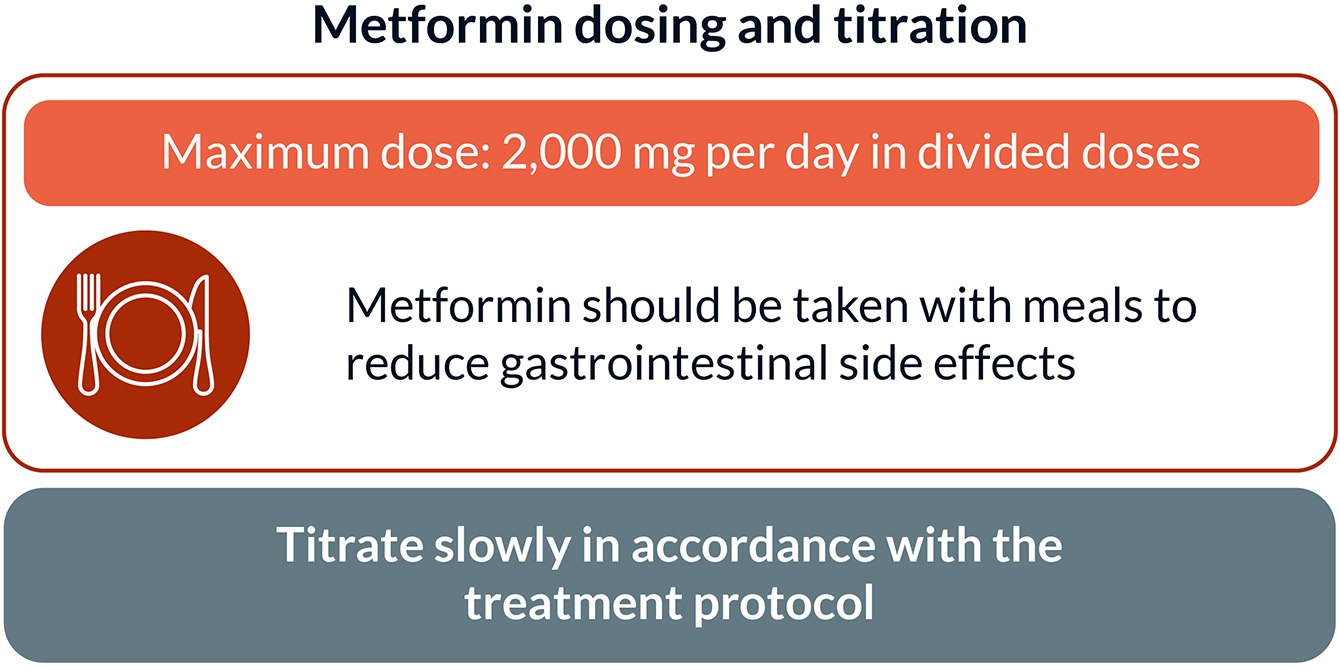 Metformin dosing and titration
Maximum dose: 2,000 mg per day in divided doses
Metformin should be taken with meals to
reduce gastrointestinal side effects
Titrate slowly in accordance with the
treatment protocol